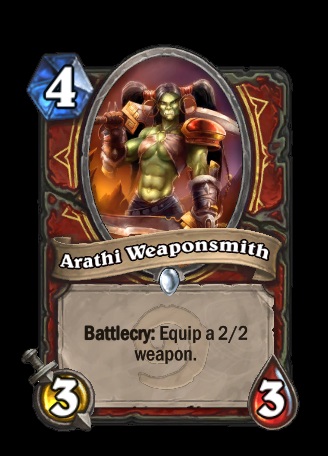 4
Arathi Weaponsmith
Battlecry: Equip a 2/2
weapon.
3 3